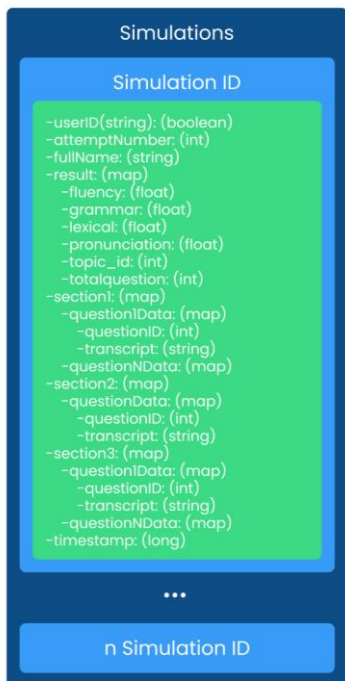 Simulations
Simulation ID
-userID(string): (boolean)
-attemptNumber: (int)
-fullName: (string)
-result: (map)
-fluency: (float)
-grammar: (float)
-lexical: (float)
-pronunciation: (float)
-topic_id: (int)
-totalquestion: (int)
-section1: (map)
-question1Data: (map)
-questionID: (int)
-transcript: (string)
-questionNData: (map)
-section2: (map)
-questionData: (map)
-questionID: (int)
-transcript: (string)
-section3: (map)
-question1Data: (map)
-questionID: (int)
-transcript: (string)
-questionNData: (map)
-timestamp: (long)
...
n Simulation ID